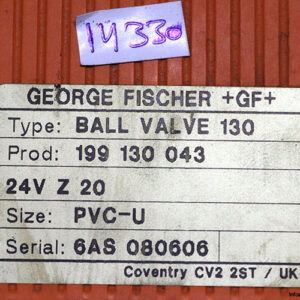 14330
GEORGE FISCHER +GF+
Type: BALL VALVE 130
Prod: 199 130 043
24V Z 20
Size: PVC-U
Serial: 6AS 080606
Coventry CV2 2ST / UK